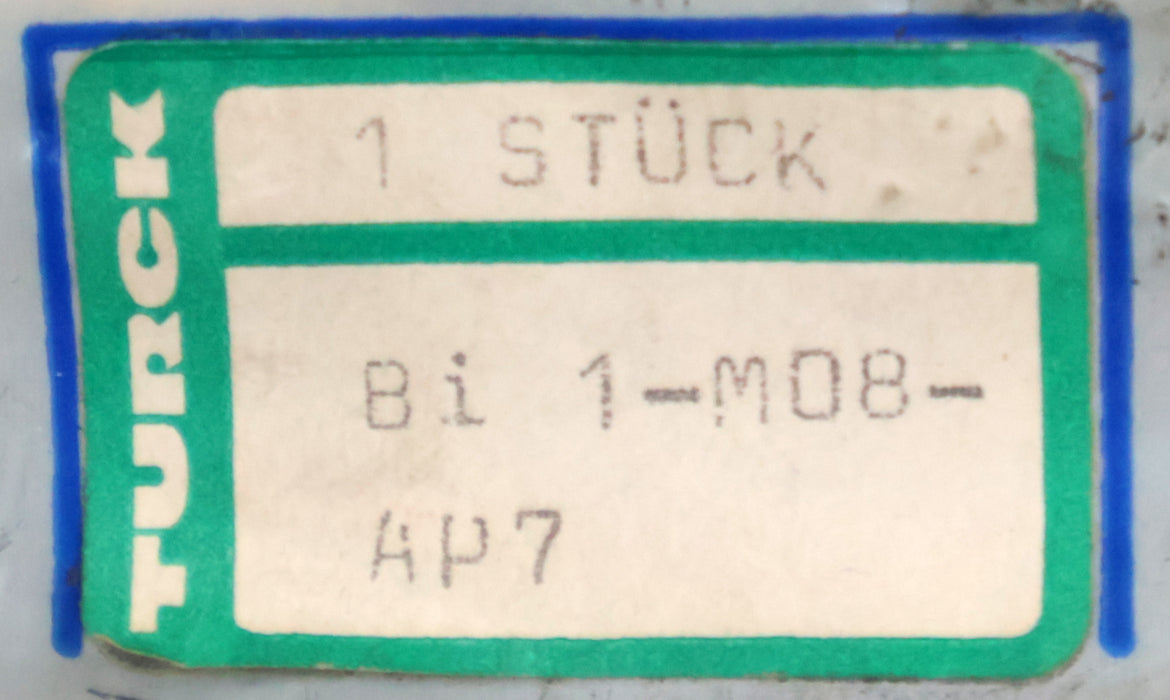 TURCK
1 STÜCK
Bi 1-M08-
AP7